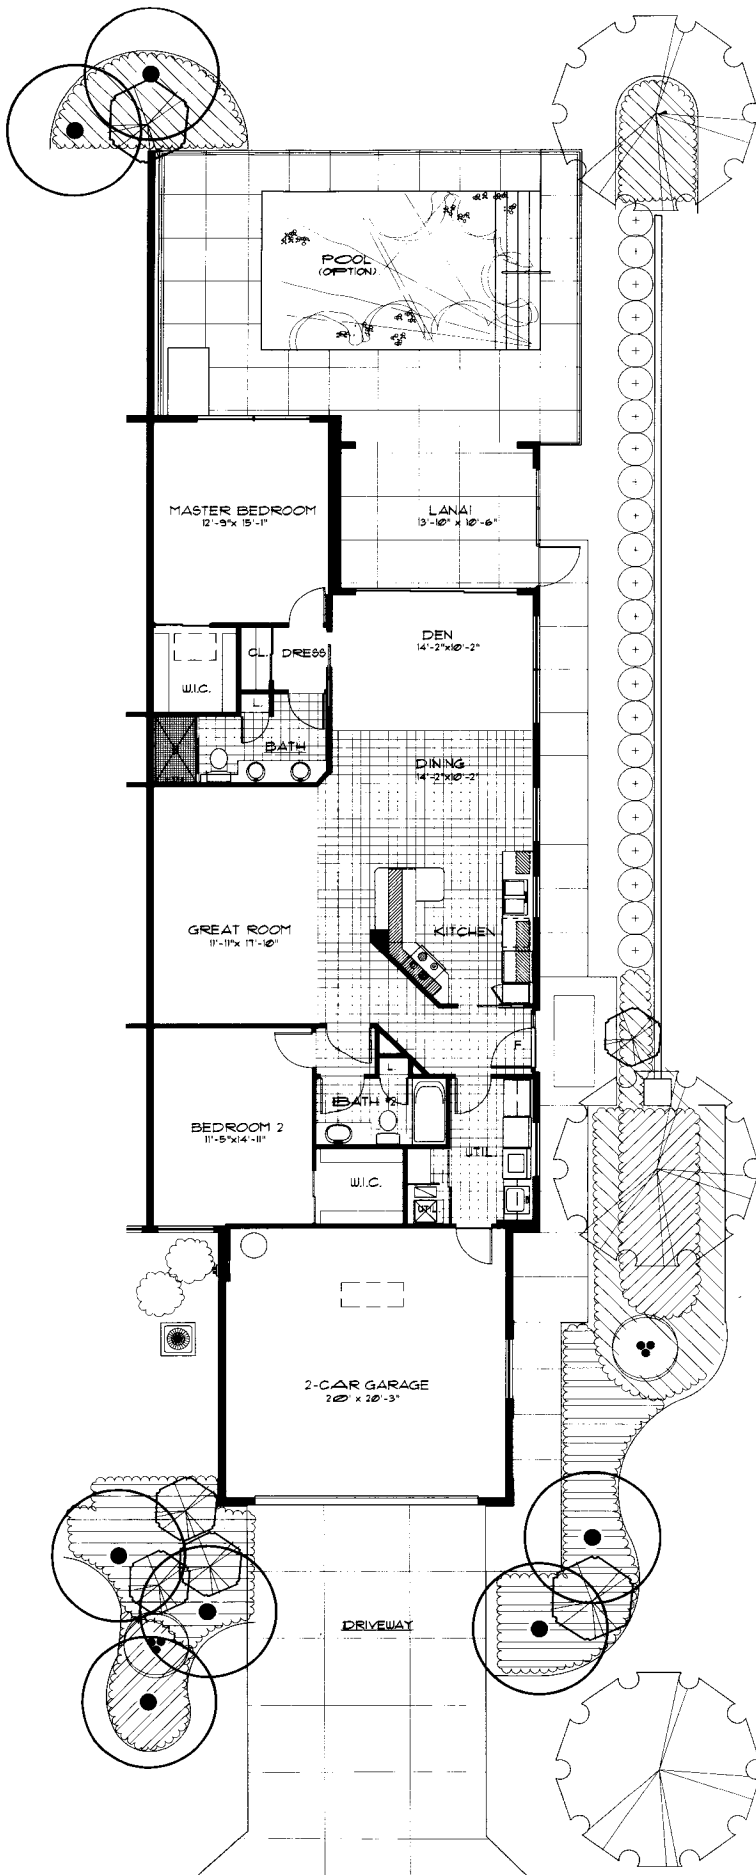 POOL
(OPTION)
MASTER BEDROOM
12'-9" x 15'-1"
LANAI
13'-10" x 10'-6"
DEN
14'-2"x10'-2"
CL.
DRESS
W.I.C.
L.
BATH
DINING
14'-2"x10'-2"
GREAT ROOM
11'-11"x 17'-10"
KITCHEN
F.
L.
BATH #2
BEDROOM 2
11'-5"x14'-11"
UTIL.
W.I.C.
UTIL.
2-CAR GARAGE
20' x 20'-3"
DRIVEWAY